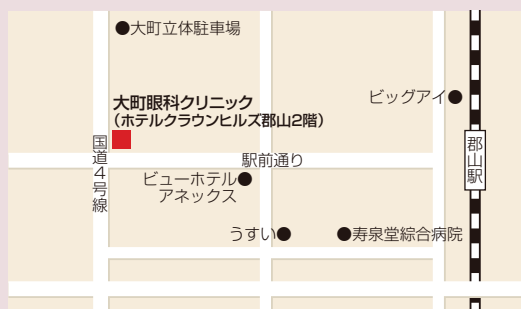 ●大町立体駐車場
ビッグアイ●
大町眼科クリニック
（ホテルクラウンヒルズ郡山2階）
国道4号線
駅前通り
郡山駅
ビューホテル●
アネックス
うすい●
●寿泉堂綜合病院